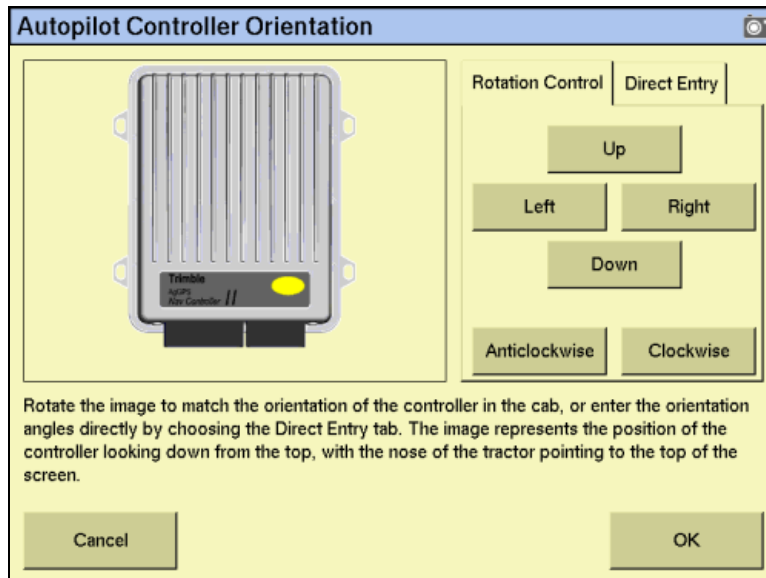 Autopilot Controller Orientation
Rotation Control
Direct Entry
Up
Left
Right
Down
Anticlockwise
Clockwise
Trimble
AgGPS
Nav Controller II
Rotate the image to match the orientation of the controller in the cab, or enter the orientation
angles directly by choosing the Direct Entry tab. The image represents the position of the
controller looking down from the top, with the nose of the tractor pointing to the top of the
screen.
Cancel
OK